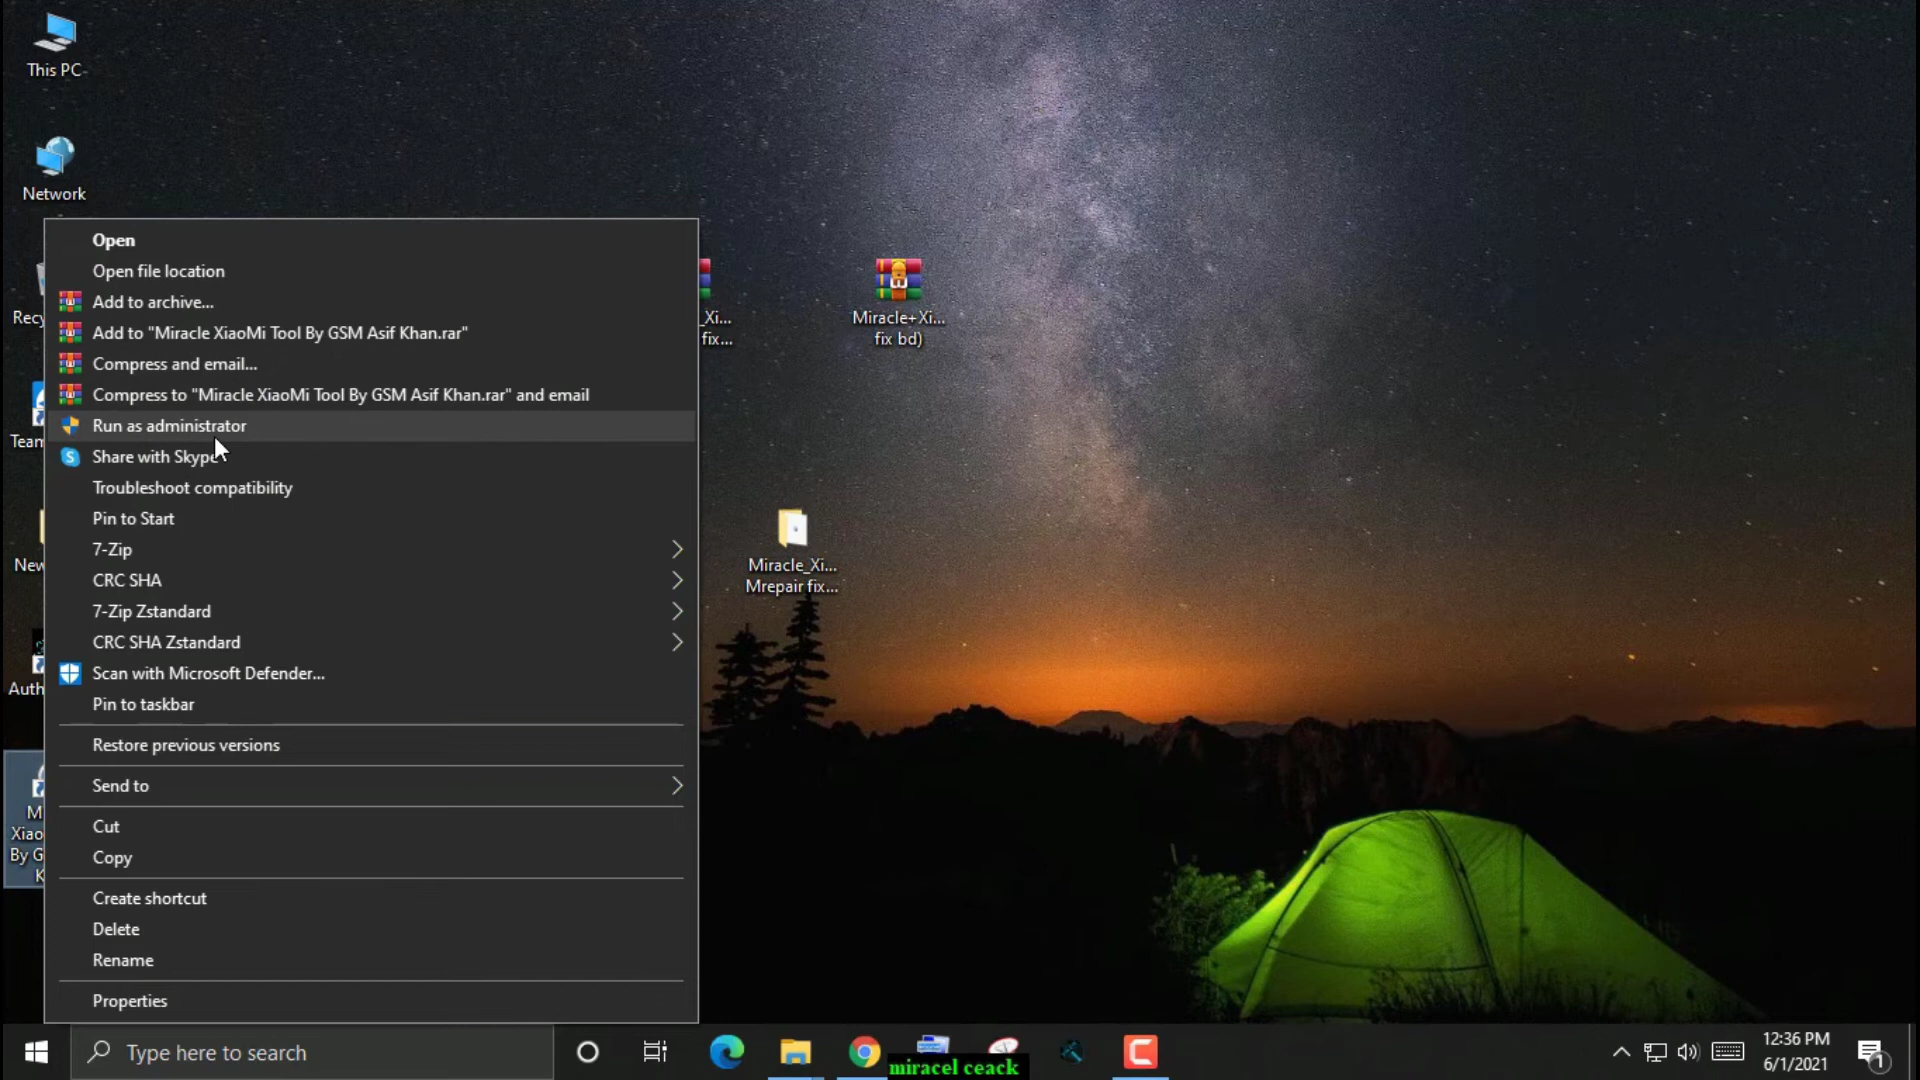 This PC
Network
Recy
Team
New
Auth
M
Xiao
By G
K
Open
Open file location
Add to archive...
Add to "Miracle XiaoMi Tool By GSM Asif Khan.rar"
Compress and email...
Compress to "Miracle XiaoMi Tool By GSM Asif Khan.rar" and email
Run as administrator
Share with Skype
Troubleshoot compatibility
Pin to Start
7-Zip
CRC SHA
7-Zip Zstandard
CRC SHA Zstandard
Scan with Microsoft Defender...
Pin to taskbar
Restore previous versions
Send to
Cut
Copy
Create shortcut
Delete
Rename
Properties
_Xi...
fix...
Miracle+Xi...
fix bd)
Miracle_Xi...
Mrepair fix...
Type here to search
miracel ceack
12:36 PM
6/1/2021
1